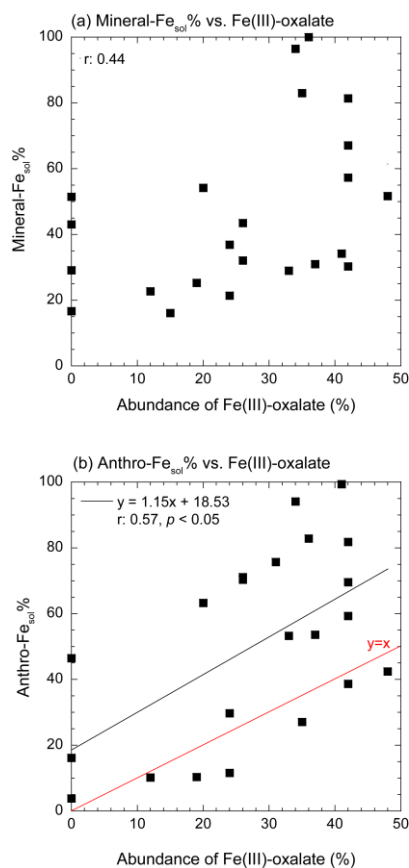 (a) Mineral-Fesol% vs. Fe(III)-oxalate
r: 0.44
100
80
60
40
20
0
Mineral-Fesol%
0 10 20 30 40 50
Abundance of Fe(III)-oxalate (%)
(b) Anthro-Fesol% vs. Fe(III)-oxalate
y = 1.15x + 18.53
r: 0.57, p < 0.05
100
80
60
40
20
0
Anthro-Fesol%
y=x
0 10 20 30 40 50
Abundance of Fe(III)-oxalate (%)